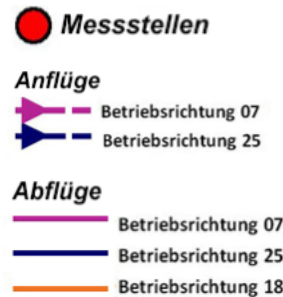 Messstellen
Anflüge
Betriebsrichtung 07
Betriebsrichtung 25
Abflüge
Betriebsrichtung 07
Betriebsrichtung 25
Betriebsrichtung 18